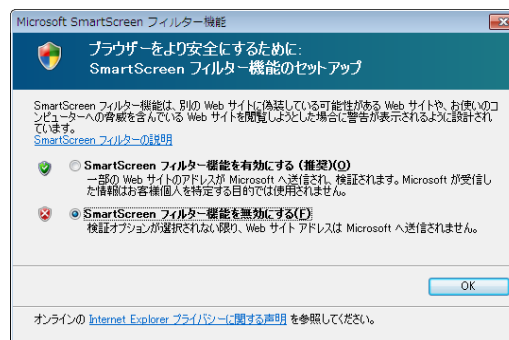 Microsoft SmartScreen フィルター機能
ブラウザーをより安全にするために:
SmartScreen フィルター機能のセットアップ
SmartScreen フィルター機能は、別の Web サイトに偽装している可能性がある Web サイトや、お使いのコ
ンピューターへの脅威を含んでいる Web サイトを閲覧しようとした場合に警告が表示されるように設計され
ています。
SmartScreen フィルターの説明
SmartScreen フィルター機能を有効にする (推奨)(O)
一部の Web サイトのアドレスが Microsoft へ送信され、検証されます。Microsoft が受信し
た情報はお客様個人を特定する目的では使用されません。
SmartScreen フィルター機能を無効にする(F)
検証オプションが選択されない限り、Web サイト アドレスは Microsoft へ送信されません。
OK
オンラインの Internet Explorer プライバシーに関する声明 を参照してください。